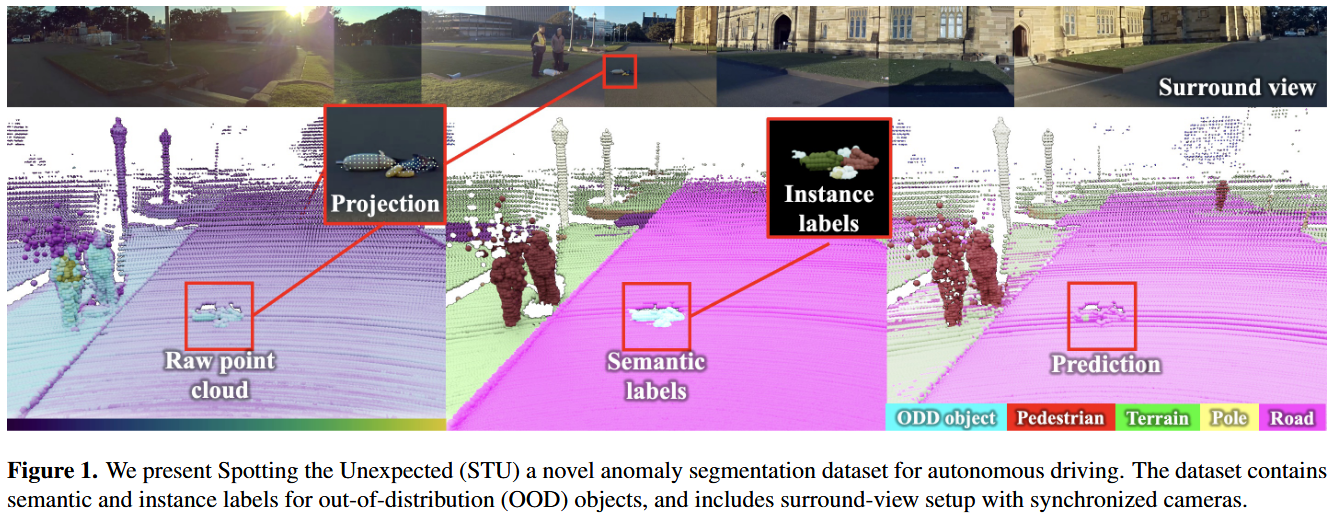 Surround view
Projection
Instance
labels
Raw point
cloud
Semantic
labels
Prediction
ODD object Pedestrian Terrain Pole Road
Figure 1. We present Spotting the Unexpected (STU) a novel anomaly segmentation dataset for autonomous driving. The dataset contains
semantic and instance labels for out-of-distribution (OOD) objects, and includes surround-view setup with synchronized cameras.